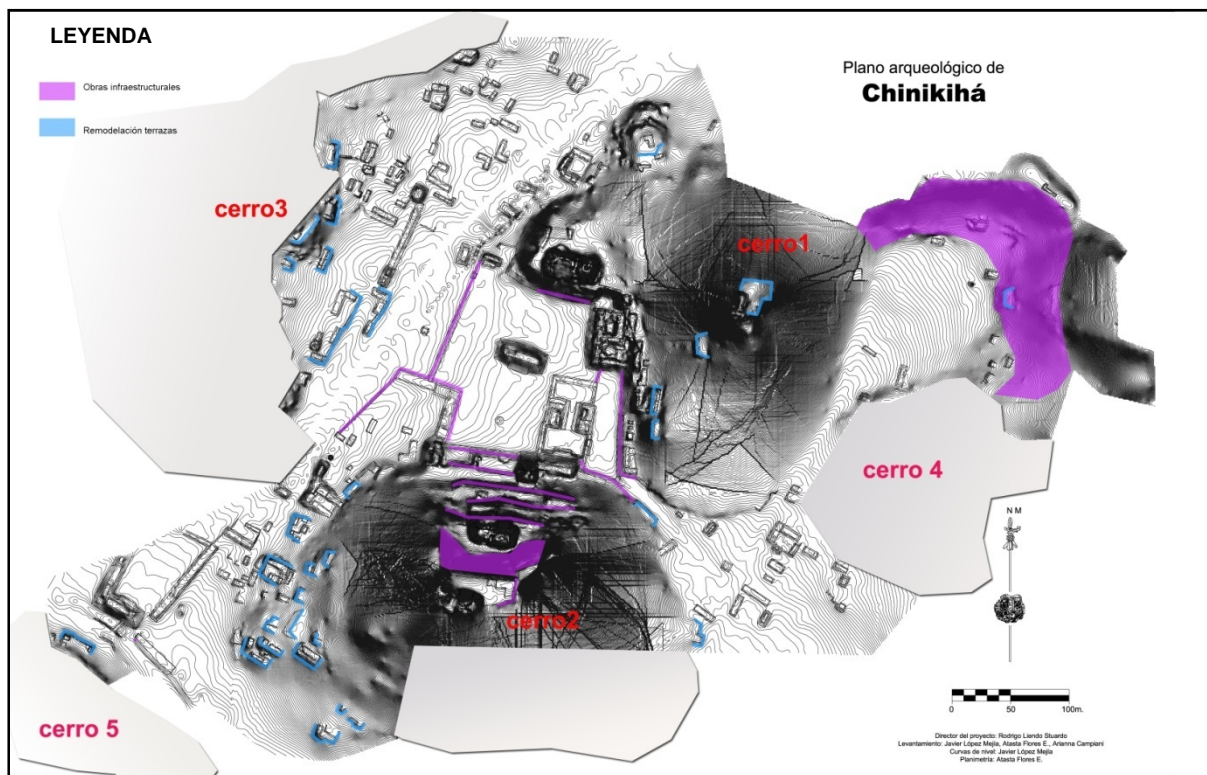 LEYENDA
Obras infraestructurales
Remodelación terrazas
Plano arqueológico de
Chinikihá
cerro3
cerro1
cerro 4
N M
cerro2
cerro 5
0 50 100m.
Director del proyecto: Rodrigo Liendo Stuardo
Levantamiento: Javier López Mejía, Atasta Flores E., Arianna Campiani
Curvas de nivel: Javier López Mejía
Planimetría: Atasta Flores E.